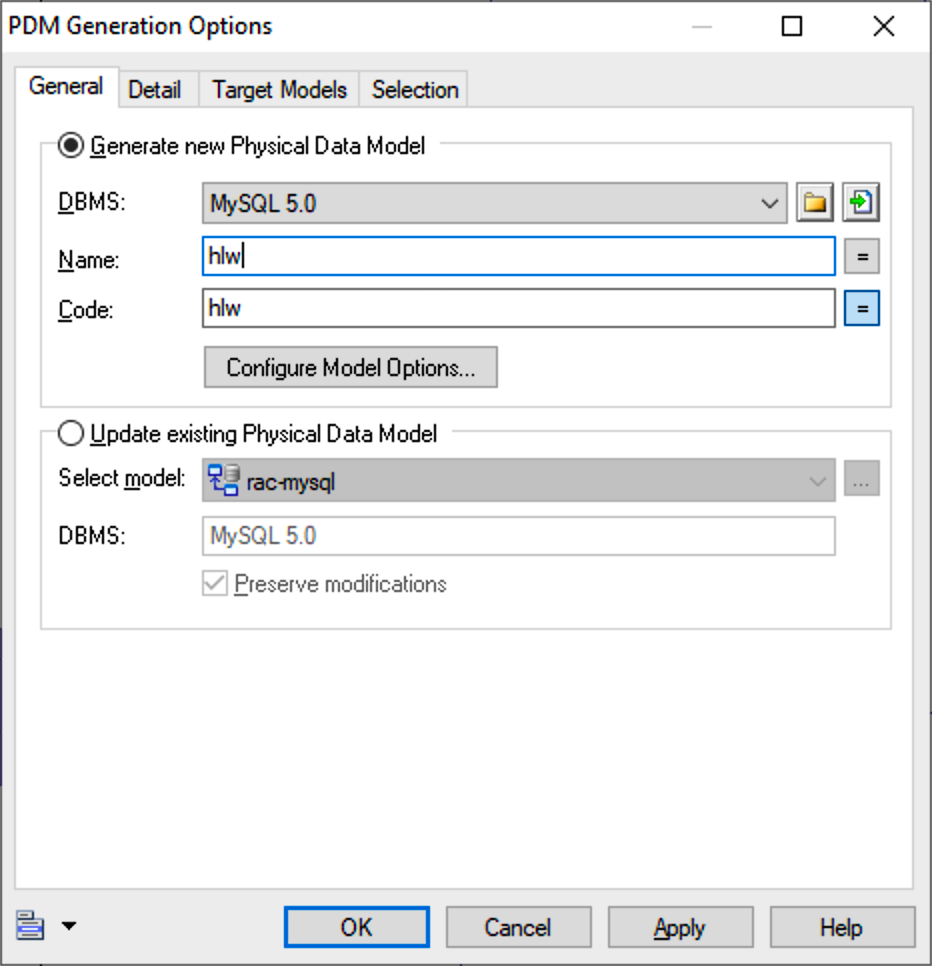 PDM Generation Options
General Detail Target Models Selection
Generate new Physical Data Model
DBMS: MySQL 5.0
Name: hlw =
Code: hlw =
Configure Model Options...
Update existing Physical Data Model
Select model: rac-mysql ...
DBMS: MySQL 5.0
Preserve modifications
OK Cancel Apply Help